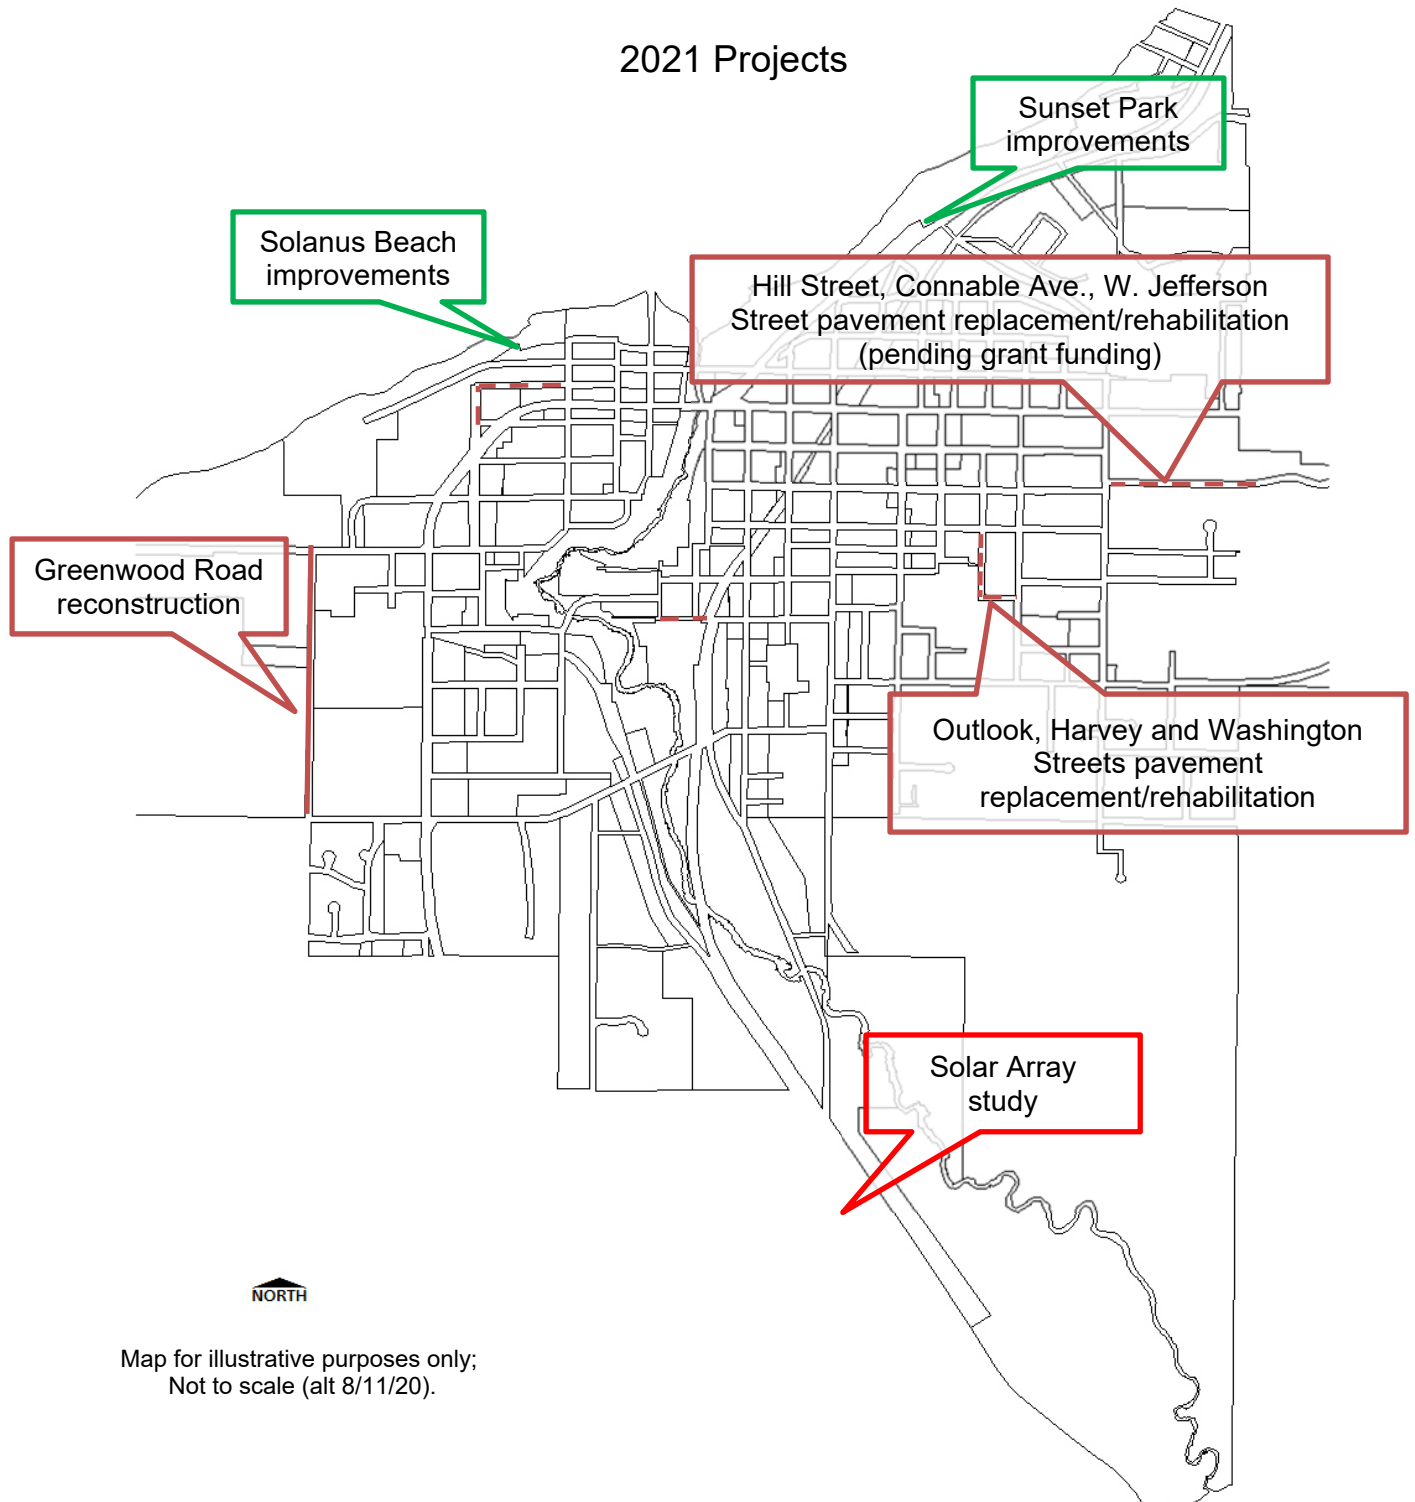 2021 Projects
Sunset Park
improvements
Solanus Beach
improvements
Hill Street, Connable Ave., W. Jefferson
Street pavement replacement/rehabilitation
(pending grant funding)
Greenwood Road
reconstruction
Outlook, Harvey and Washington
Streets pavement
replacement/rehabilitation
Solar Array
study
NORTH
Map for illustrative purposes only;
Not to scale (alt 8/11/20).